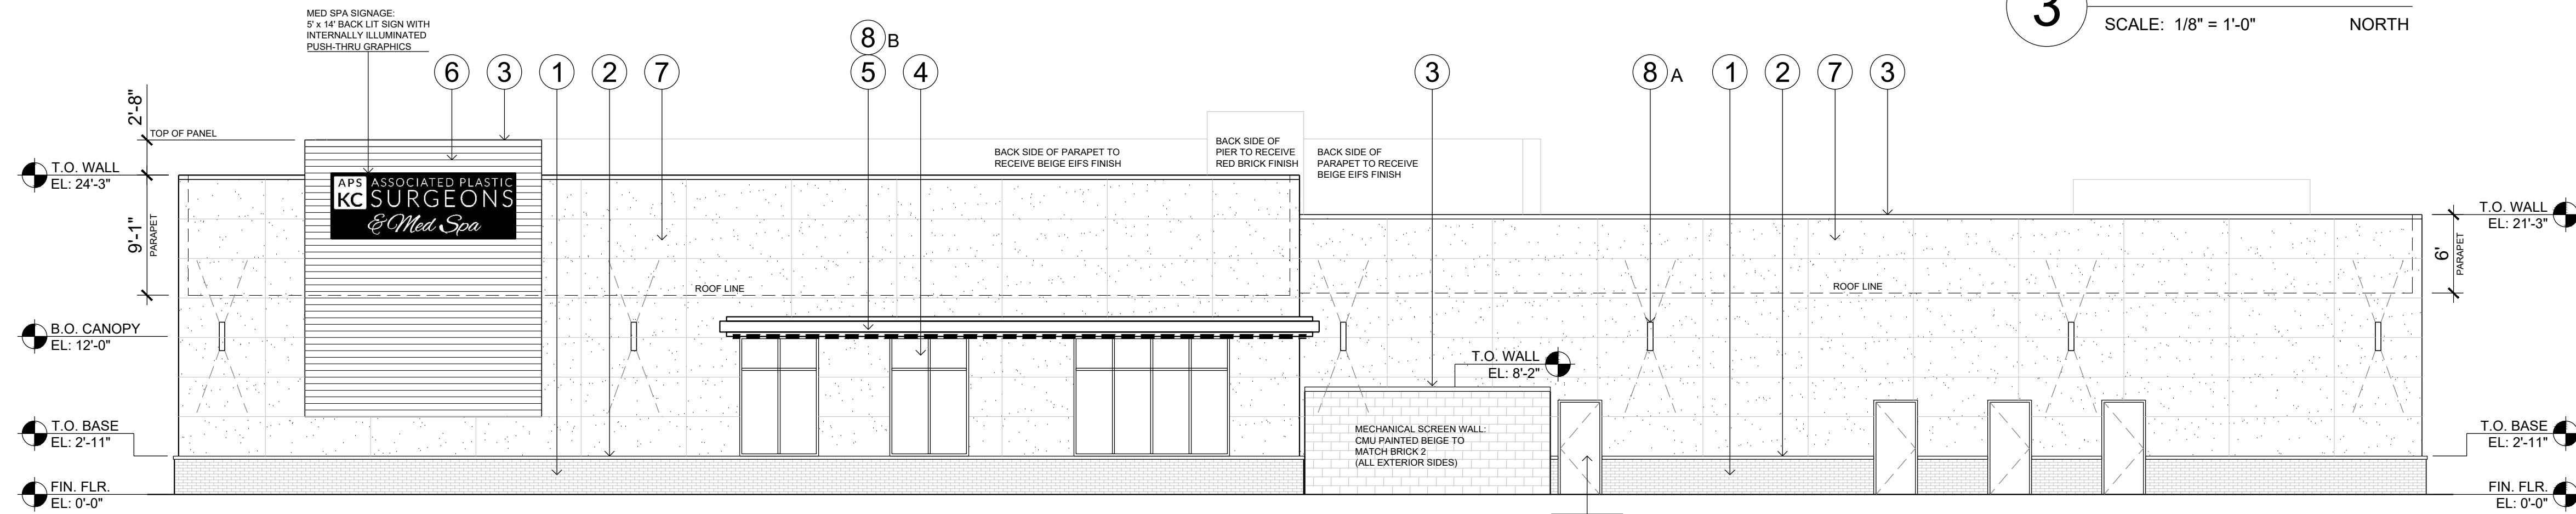 3
SCALE: 1/8" = 1'-0" NORTH
MED SPA SIGNAGE:
5' x 14' BACK LIT SIGN WITH
INTERNALLY ILLUMINATED
PUSH-THRU GRAPHICS
8 B
6 3 1 2 7 5 4 3 8 A 1 2 7 3
2'-8"
TOP OF PANEL
T.O. WALL
EL: 24'-3"
9'-1"
PARAPET
APS
KC
ASSOCIATED PLASTIC
SURGEONS
& Med Spa
BACK SIDE OF PARAPET TO
RECEIVE BEIGE EIFS FINISH
BACK SIDE OF
PIER TO RECEIVE
RED BRICK FINISH
BACK SIDE OF
PARAPET TO RECEIVE
BEIGE EIFS FINISH
T.O. WALL
EL: 21'-3"
6'
PARAPET
ROOF LINE
ROOF LINE
B.O. CANOPY
EL: 12'-0"
T.O. WALL
EL: 8'-2"
MECHANICAL SCREEN WALL:
CMU PAINTED BEIGE TO
MATCH BRICK 2
(ALL EXTERIOR SIDES)
T.O. BASE
EL: 2'-11"
T.O. BASE
EL: 2'-11"
FIN. FLR.
EL: 0'-0"
FIN. FLR.
EL: 0'-0"